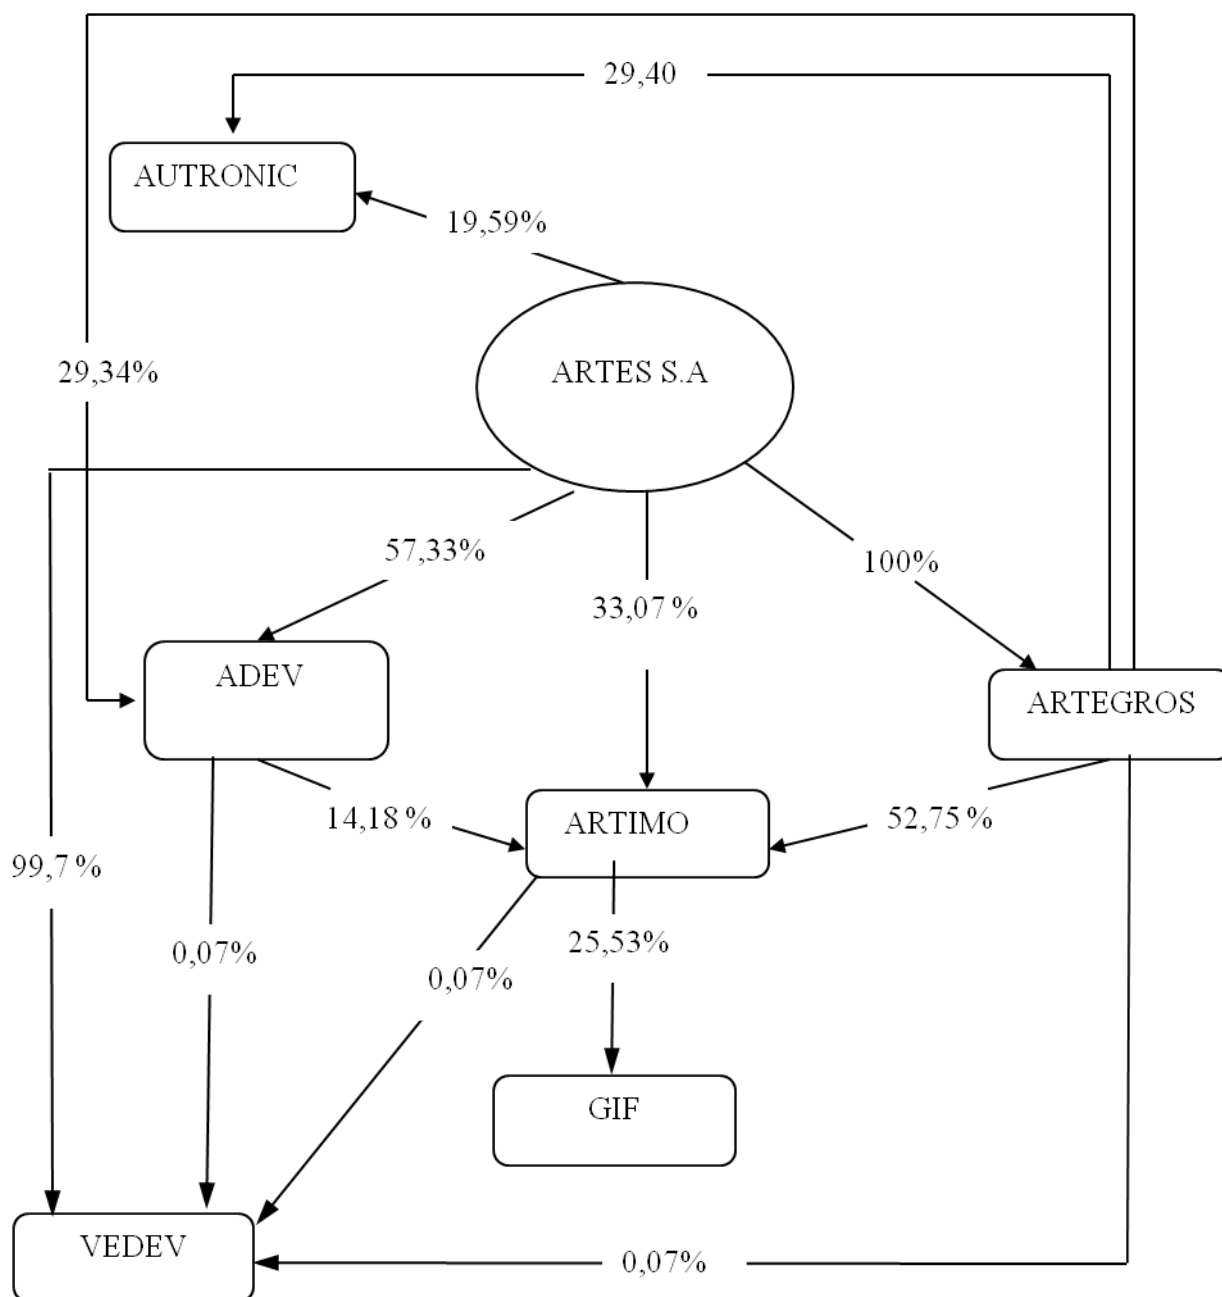 29,40
AUTRONIC
19,59%
29,34%
ARTES S.A
57,33%
100%
33,07 %
ADEV
ARTEGROS
14,18 %
ARTIMO
52,75 %
99,7 %
0,07%
25,53%
0,07%
GIF
VEDEV
0,07%